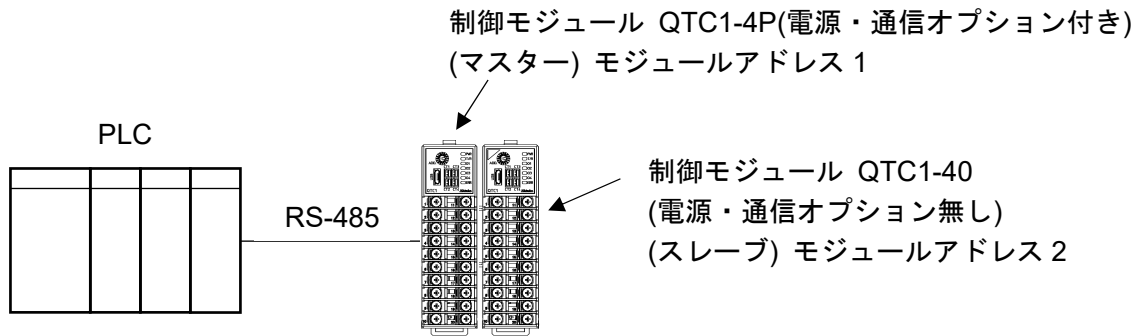 制御モジュール QTC1-4P(電源・通信オプション付き)
(マスター) モジュールアドレス 1
PLC
制御モジュール QTC1-40
(電源・通信オプション無し)
(スレーブ) モジュールアドレス 2
RS-485
QTC1
QTC1